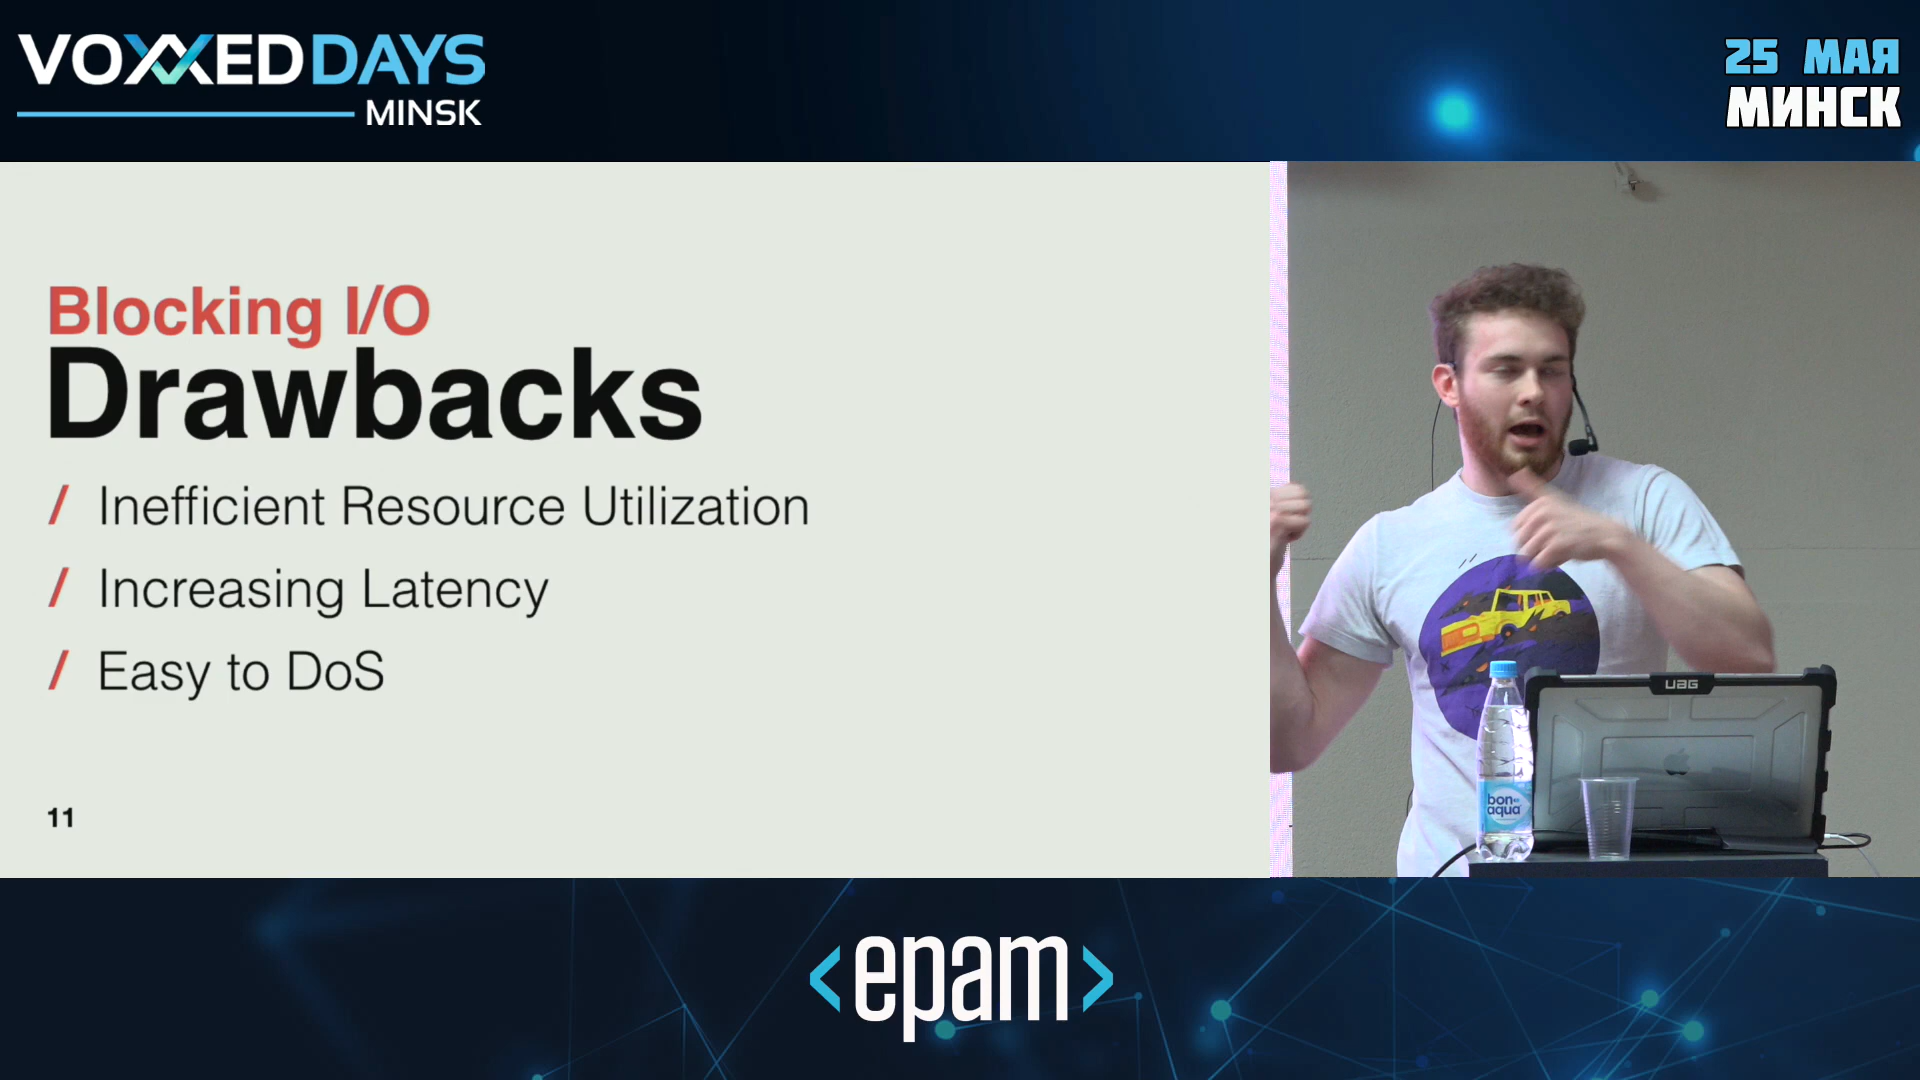 VOXXEDDAYS
MINSK
25 МАЯ
МИНСК
Blocking I/O
Drawbacks
/ Inefficient Resource Utilization
/ Increasing Latency
/ Easy to DoS
11
UAG
bon
aqua
<epam>